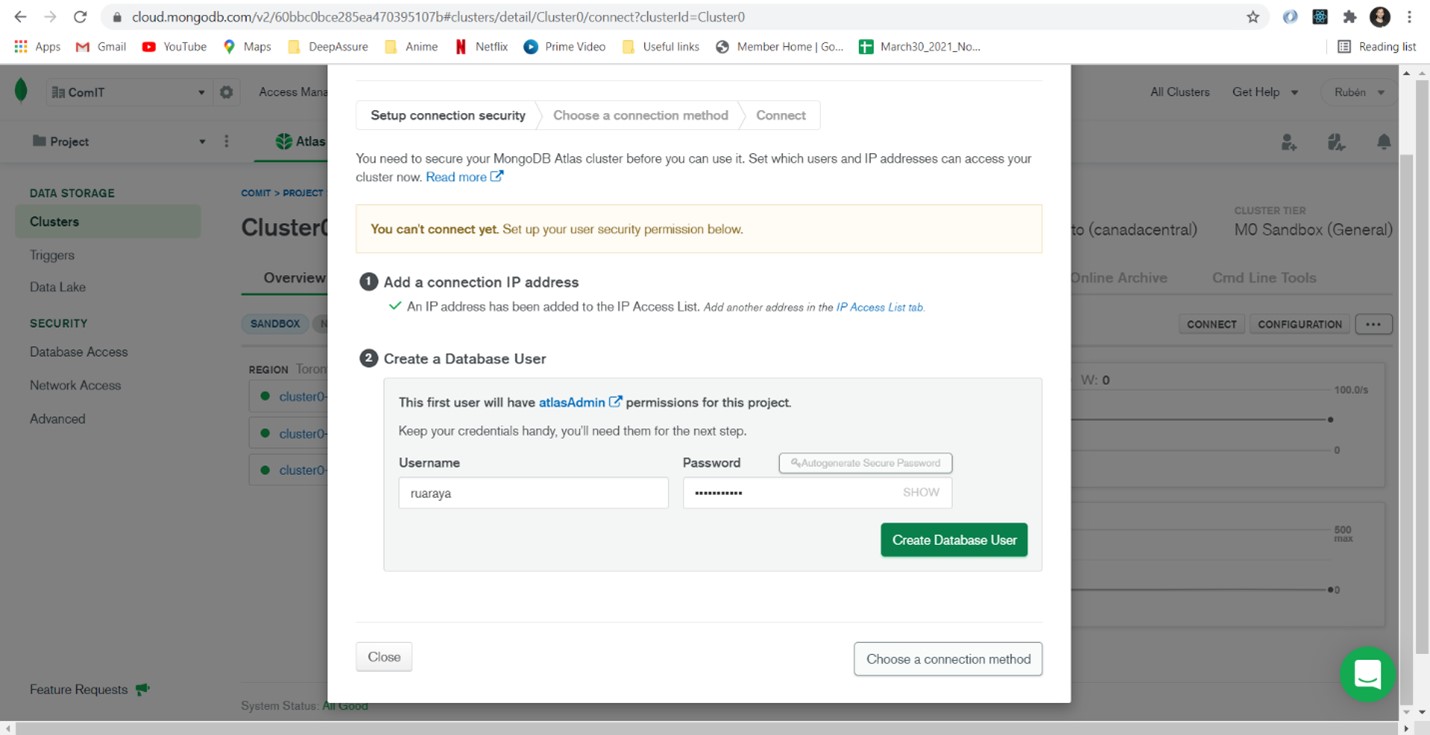 cloud.mongodb.com/v2/60bbc0bce285ea470395107b#clusters/detail/Cluster0/connect?clusterId=Cluster0
Apps Gmail YouTube Maps DeepAssure Anime Netflix Prime Video Useful links Member Home | Go... March30_2021_No... Reading list
ComIT Access Mana All Clusters Get Help Rubén
Project Atlas
DATA STORAGE
Clusters
Triggers
Data Lake
SECURITY
Database Access
Network Access
Advanced
Feature Requests
COMIT > PROJECT
Cluster0
Overview
SANDBOX
REGION Toron
cluster0-
cluster0-
cluster0-
System Status: All Good
Setup connection security Choose a connection method Connect
You need to secure your MongoDB Atlas cluster before you can use it. Set which users and IP addresses can access your
cluster now. Read more
You can't connect yet. Set up your user security permission below.
1 Add a connection IP address
An IP address has been added to the IP Access List. Add another address in the IP Access List tab.
2 Create a Database User
This first user will have atlasAdmin permissions for this project.
Keep your credentials handy, you'll need them for the next step.
Username Password Autogenerate Secure Password
ruaraya ••••••••••• SHOW
Create Database User
Close Choose a connection method
CLUSTER TIER
to (canadacentral) M0 Sandbox (General)
Online Archive Cmd Line Tools
CONNECT CONFIGURATION ...
W: 0
100.0/s
0
500
max
0